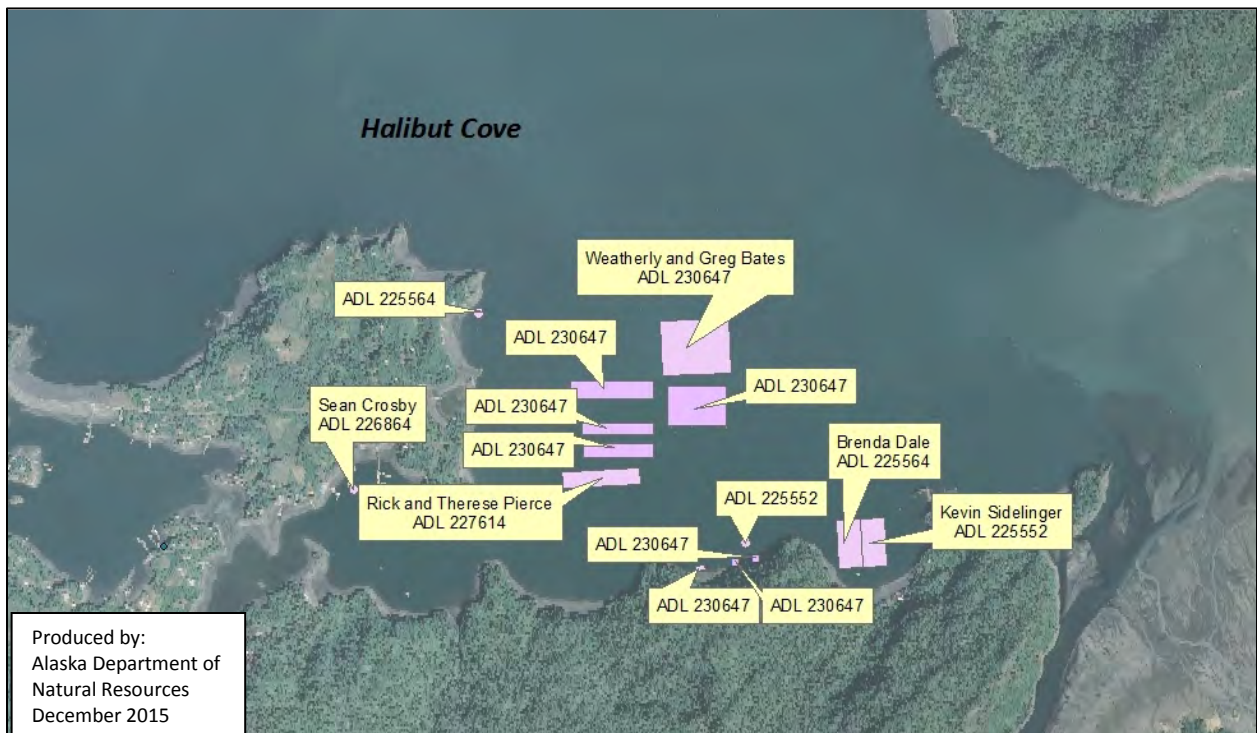 Halibut Cove
Weatherly and Greg Bates
ADL 230647
ADL 225564
ADL 230647
ADL 230647
Sean Crosby
ADL 226864
ADL 230647
ADL 230647
Brenda Dale
ADL 225564
Rick and Therese Pierce
ADL 227614
ADL 225552
Kevin Sidelinger
ADL 225552
ADL 230647
ADL 230647
ADL 230647
Produced by:
Alaska Department of
Natural Resources
December 2015